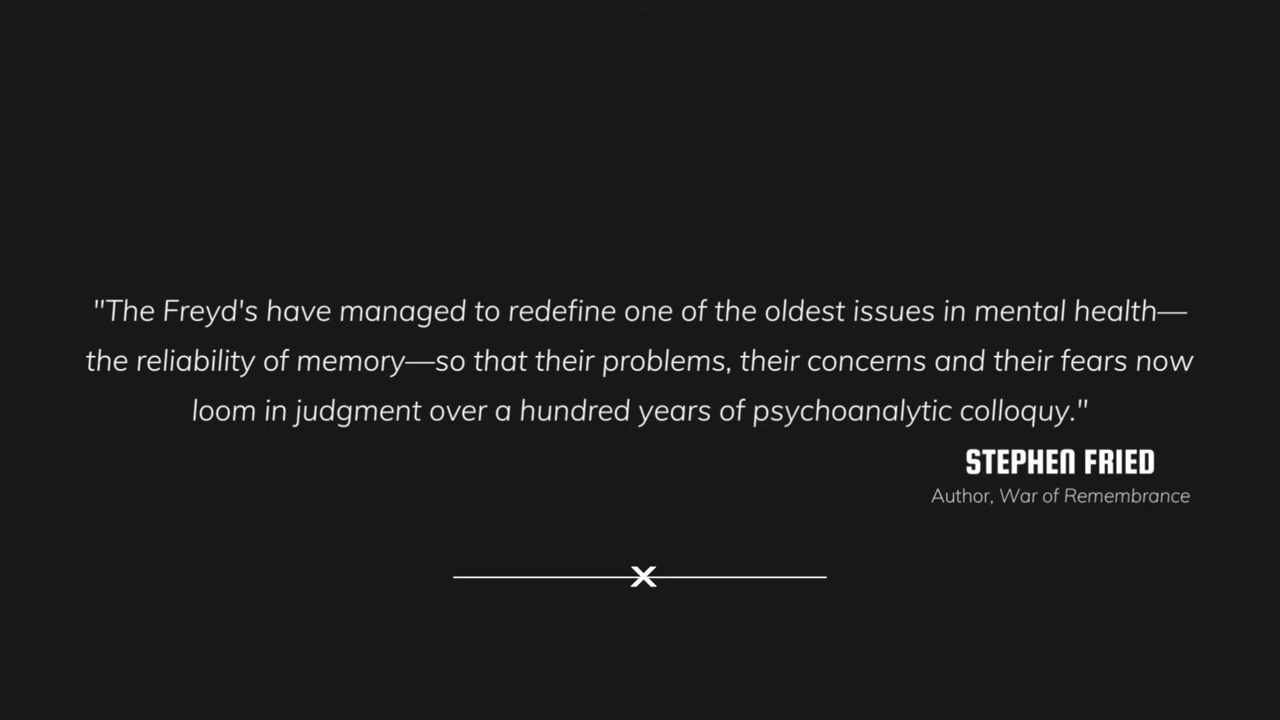 "The Freyd's have managed to redefine one of the oldest issues in mental health—
the reliability of memory—so that their problems, their concerns and their fears now
loom in judgment over a hundred years of psychoanalytic colloquy."
STEPHEN FRIED
Author, War of Remembrance